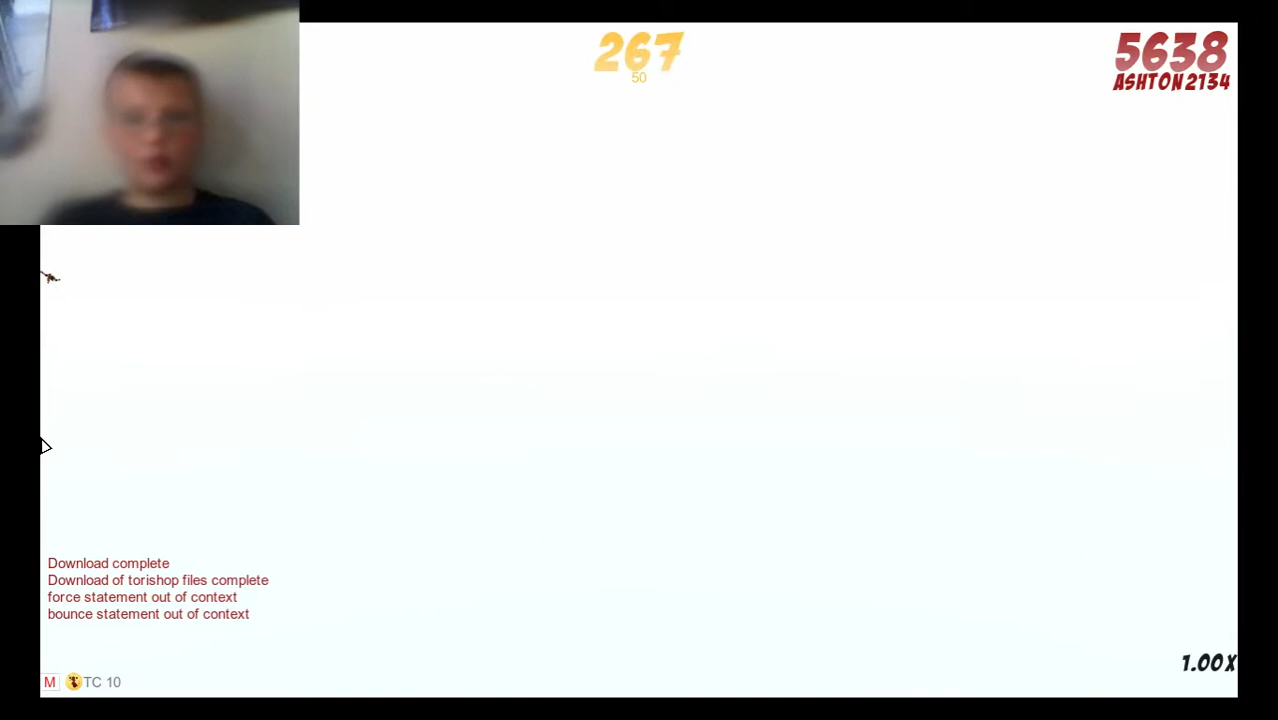 267
50
5638
ASHTON2134
Download complete
Download of torishop files complete
force statement out of context
bounce statement out of context
1.00X
M TC 10